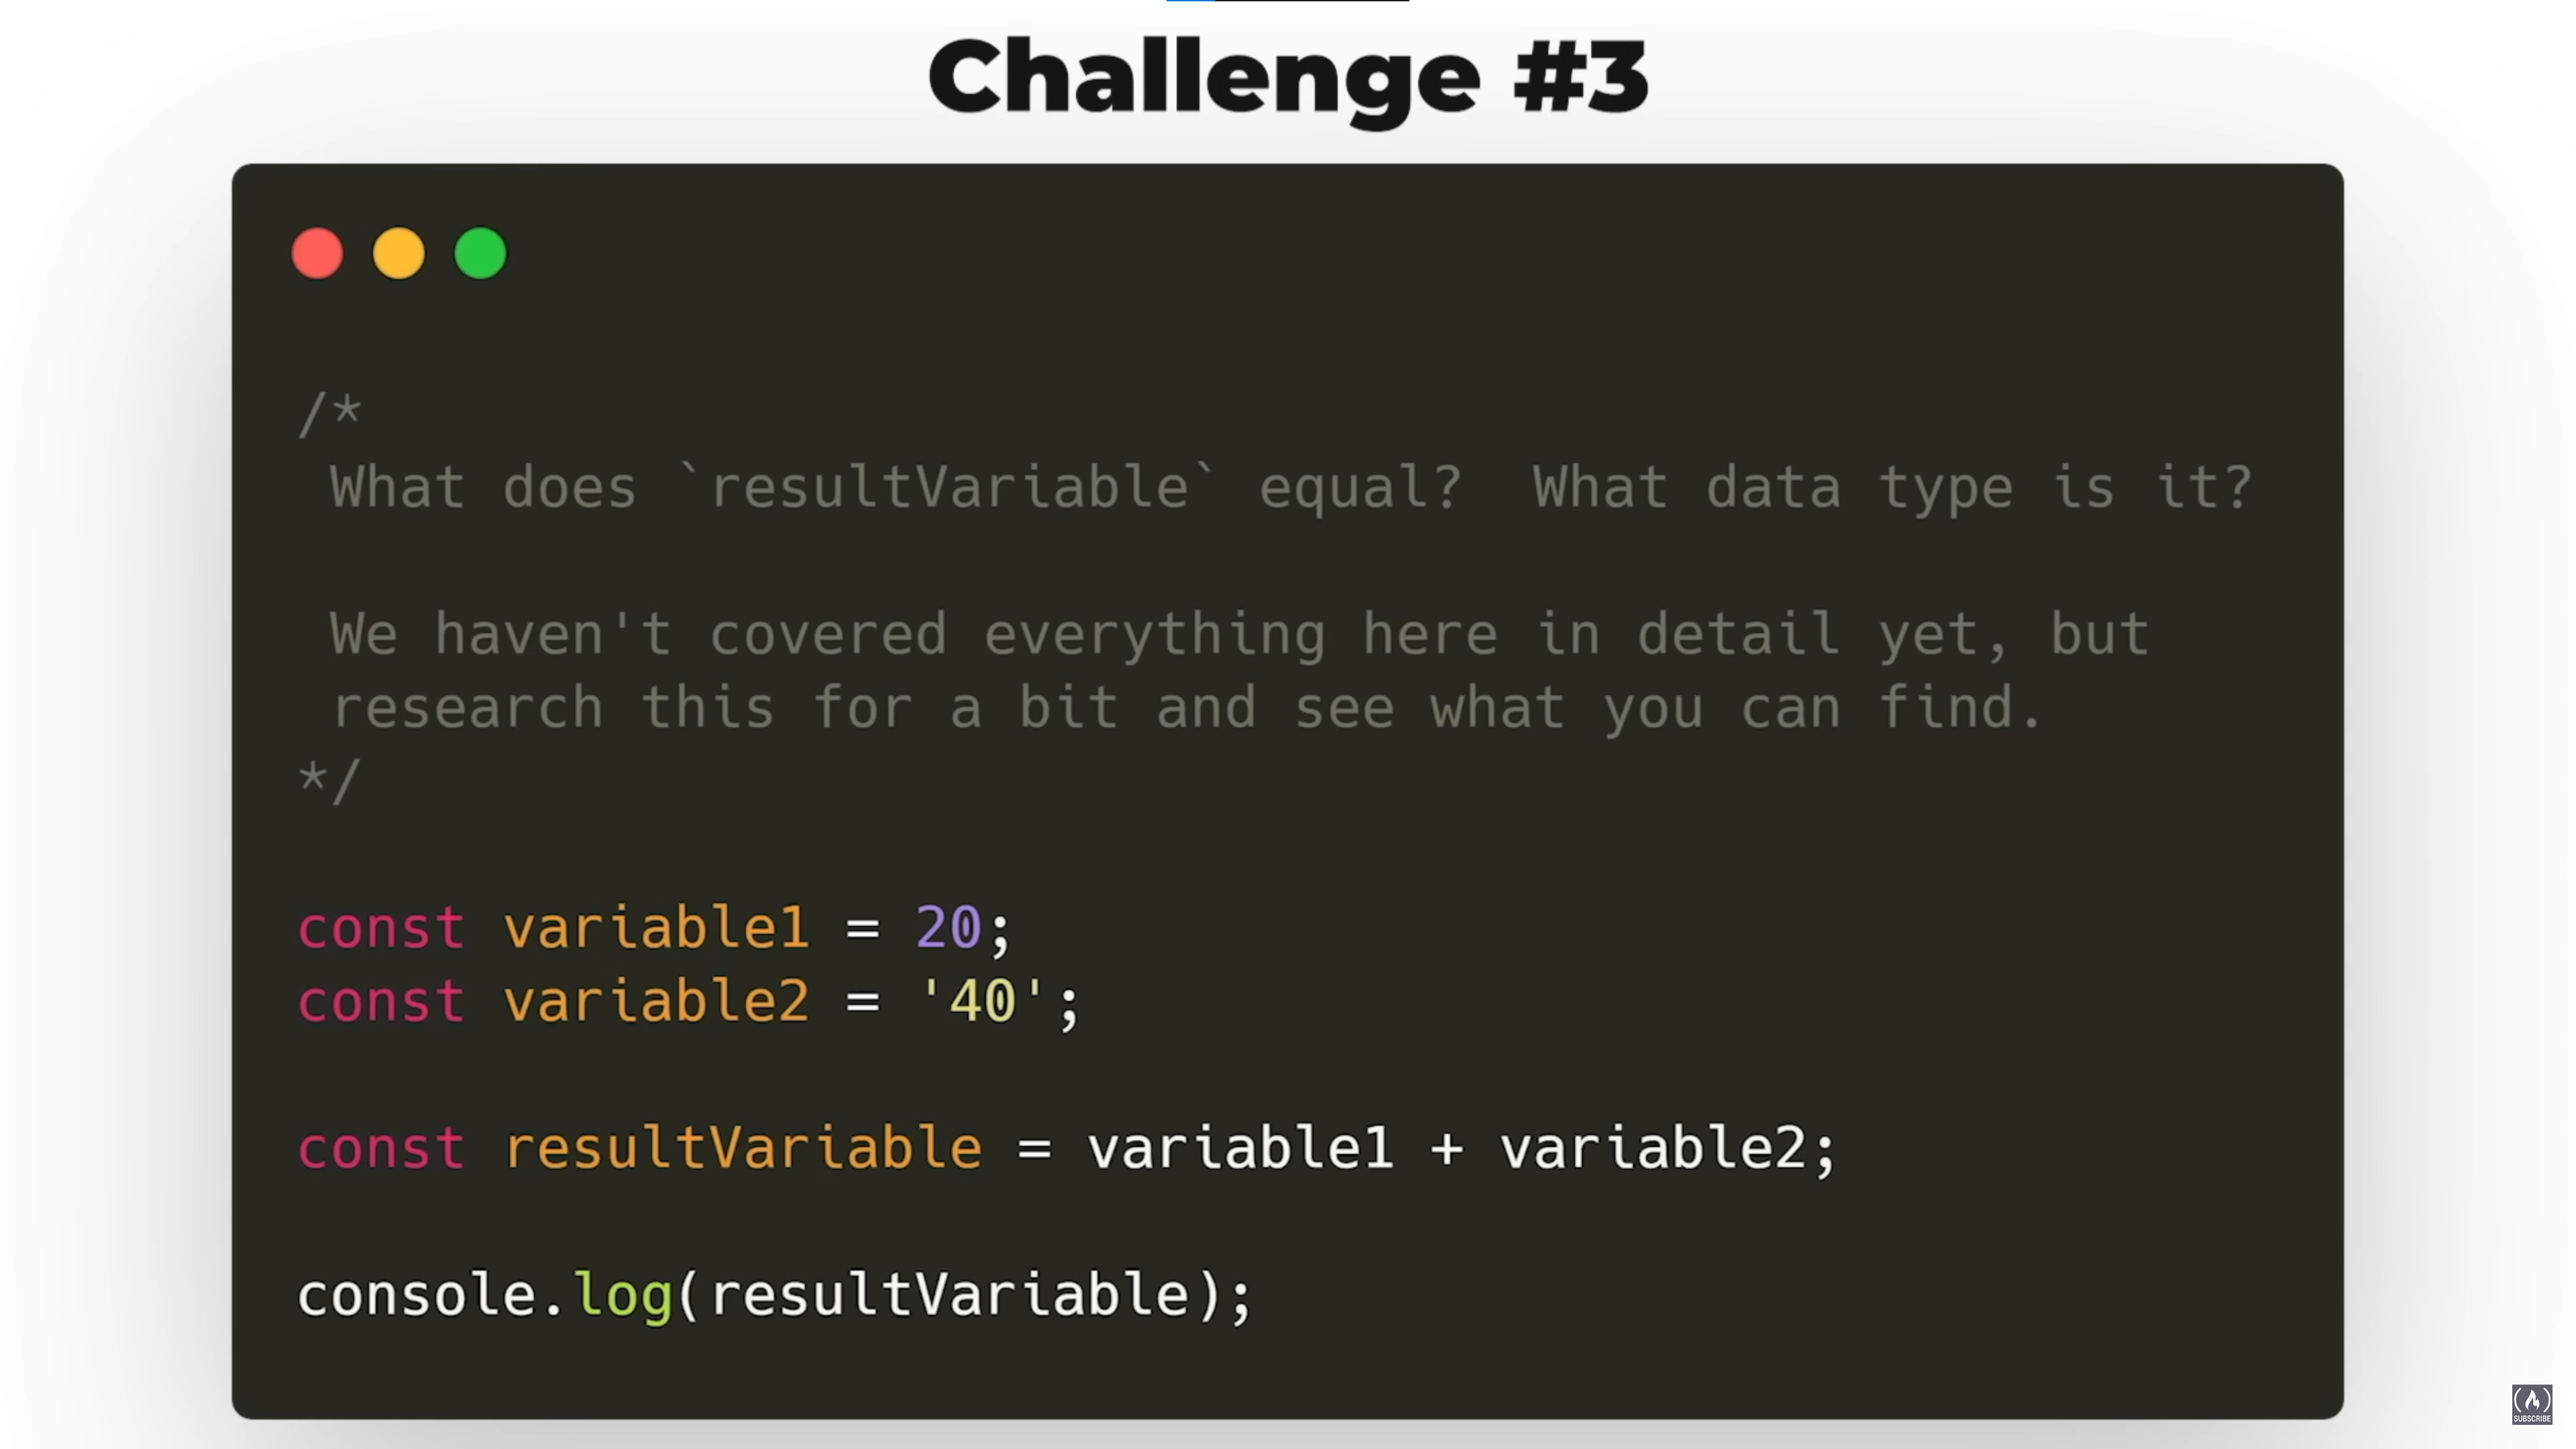 Challenge #3
/*
What does `resultVariable` equal?  What data type is it?
We haven't covered everything here in detail yet, but
research this for a bit and see what you can find.
*/
const variable1 = 20;
const variable2 = '40';
const resultVariable = variable1 + variable2;
console.log(resultVariable);
SUBSCRIBE